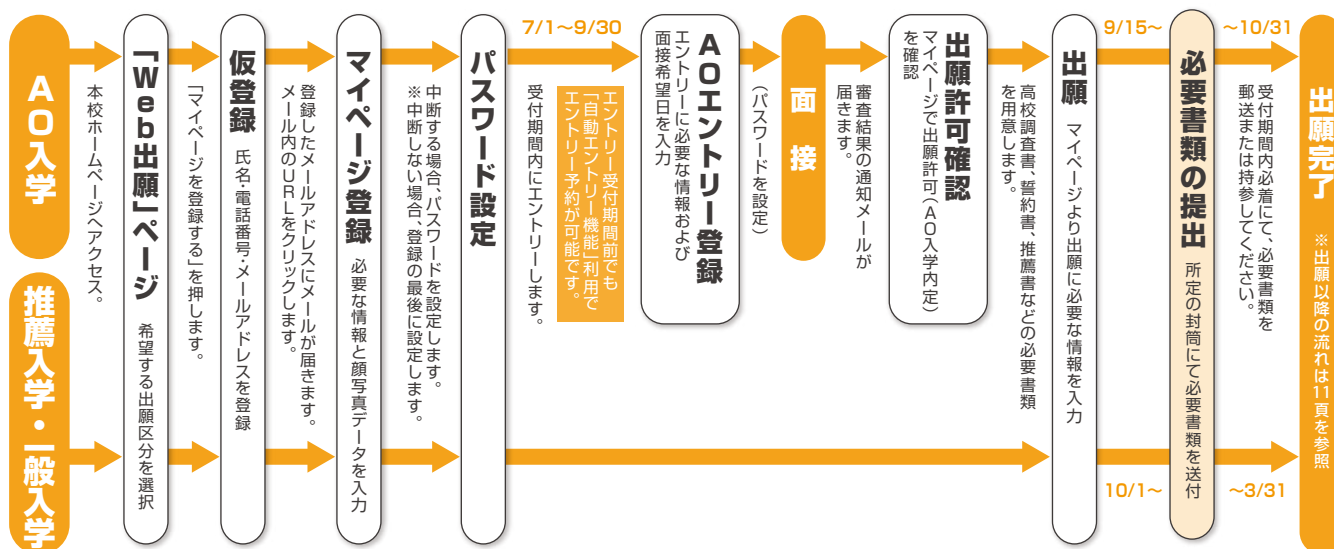 AO入学
推薦入学・一般入学
本校ホームページへアクセス。
「Web出願」ページ
希望する出願区分を選択
「マイページを登録する」を押します。
仮登録
氏名・電話番号・メールアドレスを登録
登録したメールアドレスにメールが届きます。
メール内のURLをクリックします。
マイページ登録
必要な情報と顔写真データを入力
中断する場合、パスワードを設定します。
※中断しない場合、登録の最後に設定します。
パスワード設定
7/1～9/30
受付期間内にエントリーします。
エントリー受付期間前でも
「自動エントリー機能」利用で
エントリー予約が可能です。
AOエントリー登録
エントリーに必要な情報および
面接希望日を入力
（パスワードを設定）
面接
審査結果の通知メールが
届きます。
出願許可確認
マイページで出願許可（AO入学内定）
を確認
高校調査書、誓約書、推薦書などの必要書類
を用意します。
出願
マイページより出願に必要な情報を入力
9/15～
10/1～
必要書類の提出
所定の封筒にて必要書類を送付
～10/31
受付期間内必着にて、必要書類を
郵送または持参してください。
～3/31
出願完了
※出願以降の流れは11頁を参照